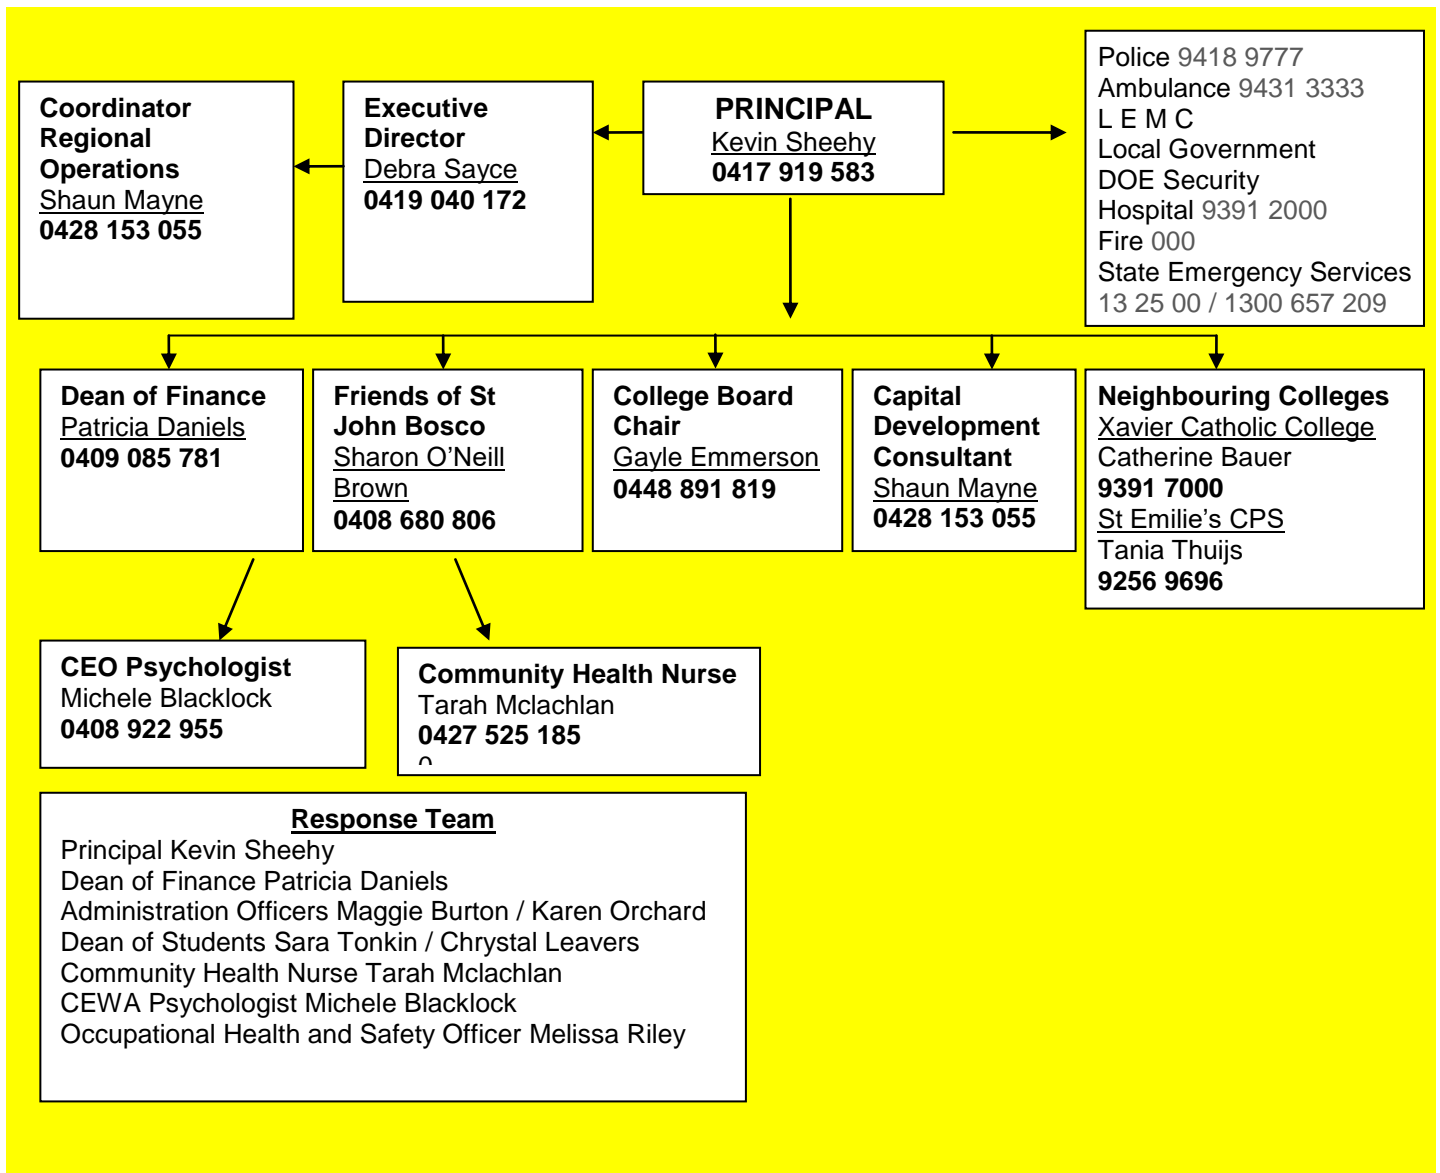 Coordinator
Regional
Operations
Shaun Mayne
0428 153 055
Executive
Director
Debra Sayce
0419 040 172
PRINCIPAL
Kevin Sheehy
0417 919 583
Police 9418 9777
Ambulance 9431 3333
L E M C
Local Government
DOE Security
Hospital 9391 2000
Fire 000
State Emergency Services
13 25 00 / 1300 657 209
Dean of Finance
Patricia Daniels
0409 085 781
Friends of St
John Bosco
Sharon O’Neill
Brown
0408 680 806
College Board
Chair
Gayle Emmerson
0448 891 819
Capital
Development
Consultant
Shaun Mayne
0428 153 055
Neighbouring Colleges
Xavier Catholic College
Catherine Bauer
9391 7000
St Emilie’s CPS
Tania Thuijs
9256 9696
CEO Psychologist
Michele Blacklock
0408 922 955
Community Health Nurse
Tarah Mclachlan
0427 525 185
Response Team
Principal Kevin Sheehy
Dean of Finance Patricia Daniels
Administration Officers Maggie Burton / Karen Orchard
Dean of Students Sara Tonkin / Chrystal Leavers
Community Health Nurse Tarah Mclachlan
CEWA Psychologist Michele Blacklock
Occupational Health and Safety Officer Melissa Riley